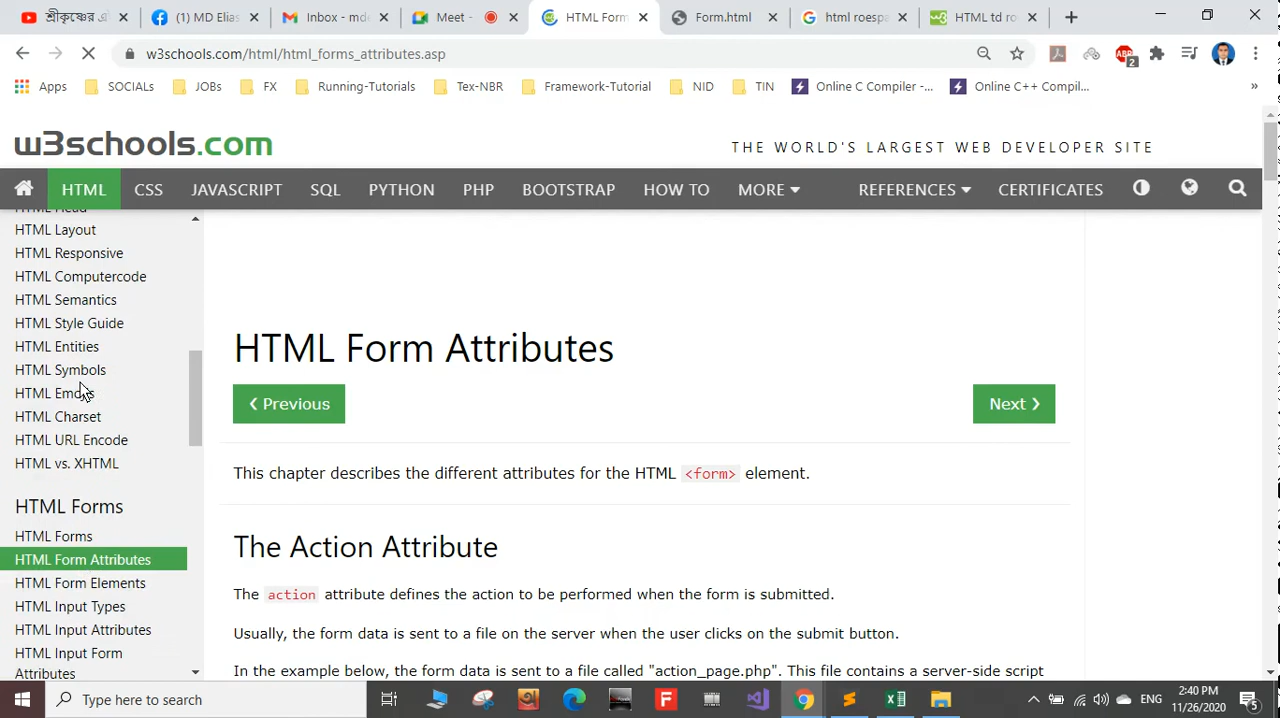 শ্রীকৃষ্ণের এ
(1) MD Elias
Inbox - mde
Meet -
HTML Form
Form.html
html roespa
HTML td ro
w3schools.com/html/html_forms_attributes.asp
ABP
2
Apps
SOCIALs
JOBs
FX
Running-Tutorials
Tex-NBR
Framework-Tutorial
NID
TIN
Online C Compiler -...
Online C++ Compil...
»
w3schools.com
THE WORLD'S LARGEST WEB DEVELOPER SITE
HTML
CSS
JAVASCRIPT
SQL
PYTHON
PHP
BOOTSTRAP
HOW TO
MORE
REFERENCES
CERTIFICATES
HTML Head
HTML Layout
HTML Responsive
HTML Computercode
HTML Semantics
HTML Style Guide
HTML Entities
HTML Symbols
HTML Emojis
HTML Charset
HTML URL Encode
HTML vs. XHTML
HTML Forms
HTML Forms
HTML Form Attributes
HTML Form Elements
HTML Input Types
HTML Input Attributes
HTML Input Form
Attributes
HTML Form Attributes
❮ Previous
Next ❯
This chapter describes the different attributes for the HTML <form> element.
The Action Attribute
The action attribute defines the action to be performed when the form is submitted.
Usually, the form data is sent to a file on the server when the user clicks on the submit button.
In the example below, the form data is sent to a file called "action_page.php". This file contains a server-side script
Type here to search
F
ENG
2:40 PM
11/26/2020
5